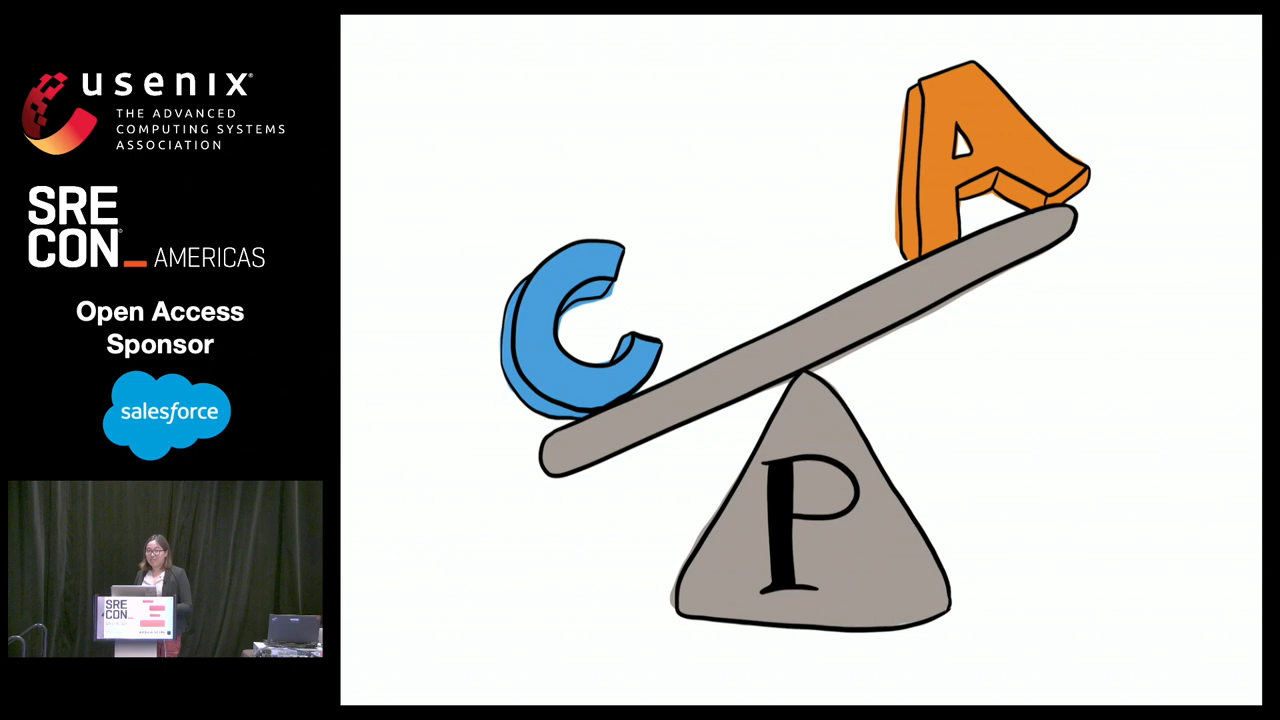 usenix®
THE ADVANCED
COMPUTING SYSTEMS
ASSOCIATION
SRE
CON
AMERICAS
Open Access
Sponsor
salesforce
C
A
P
SRE
CON